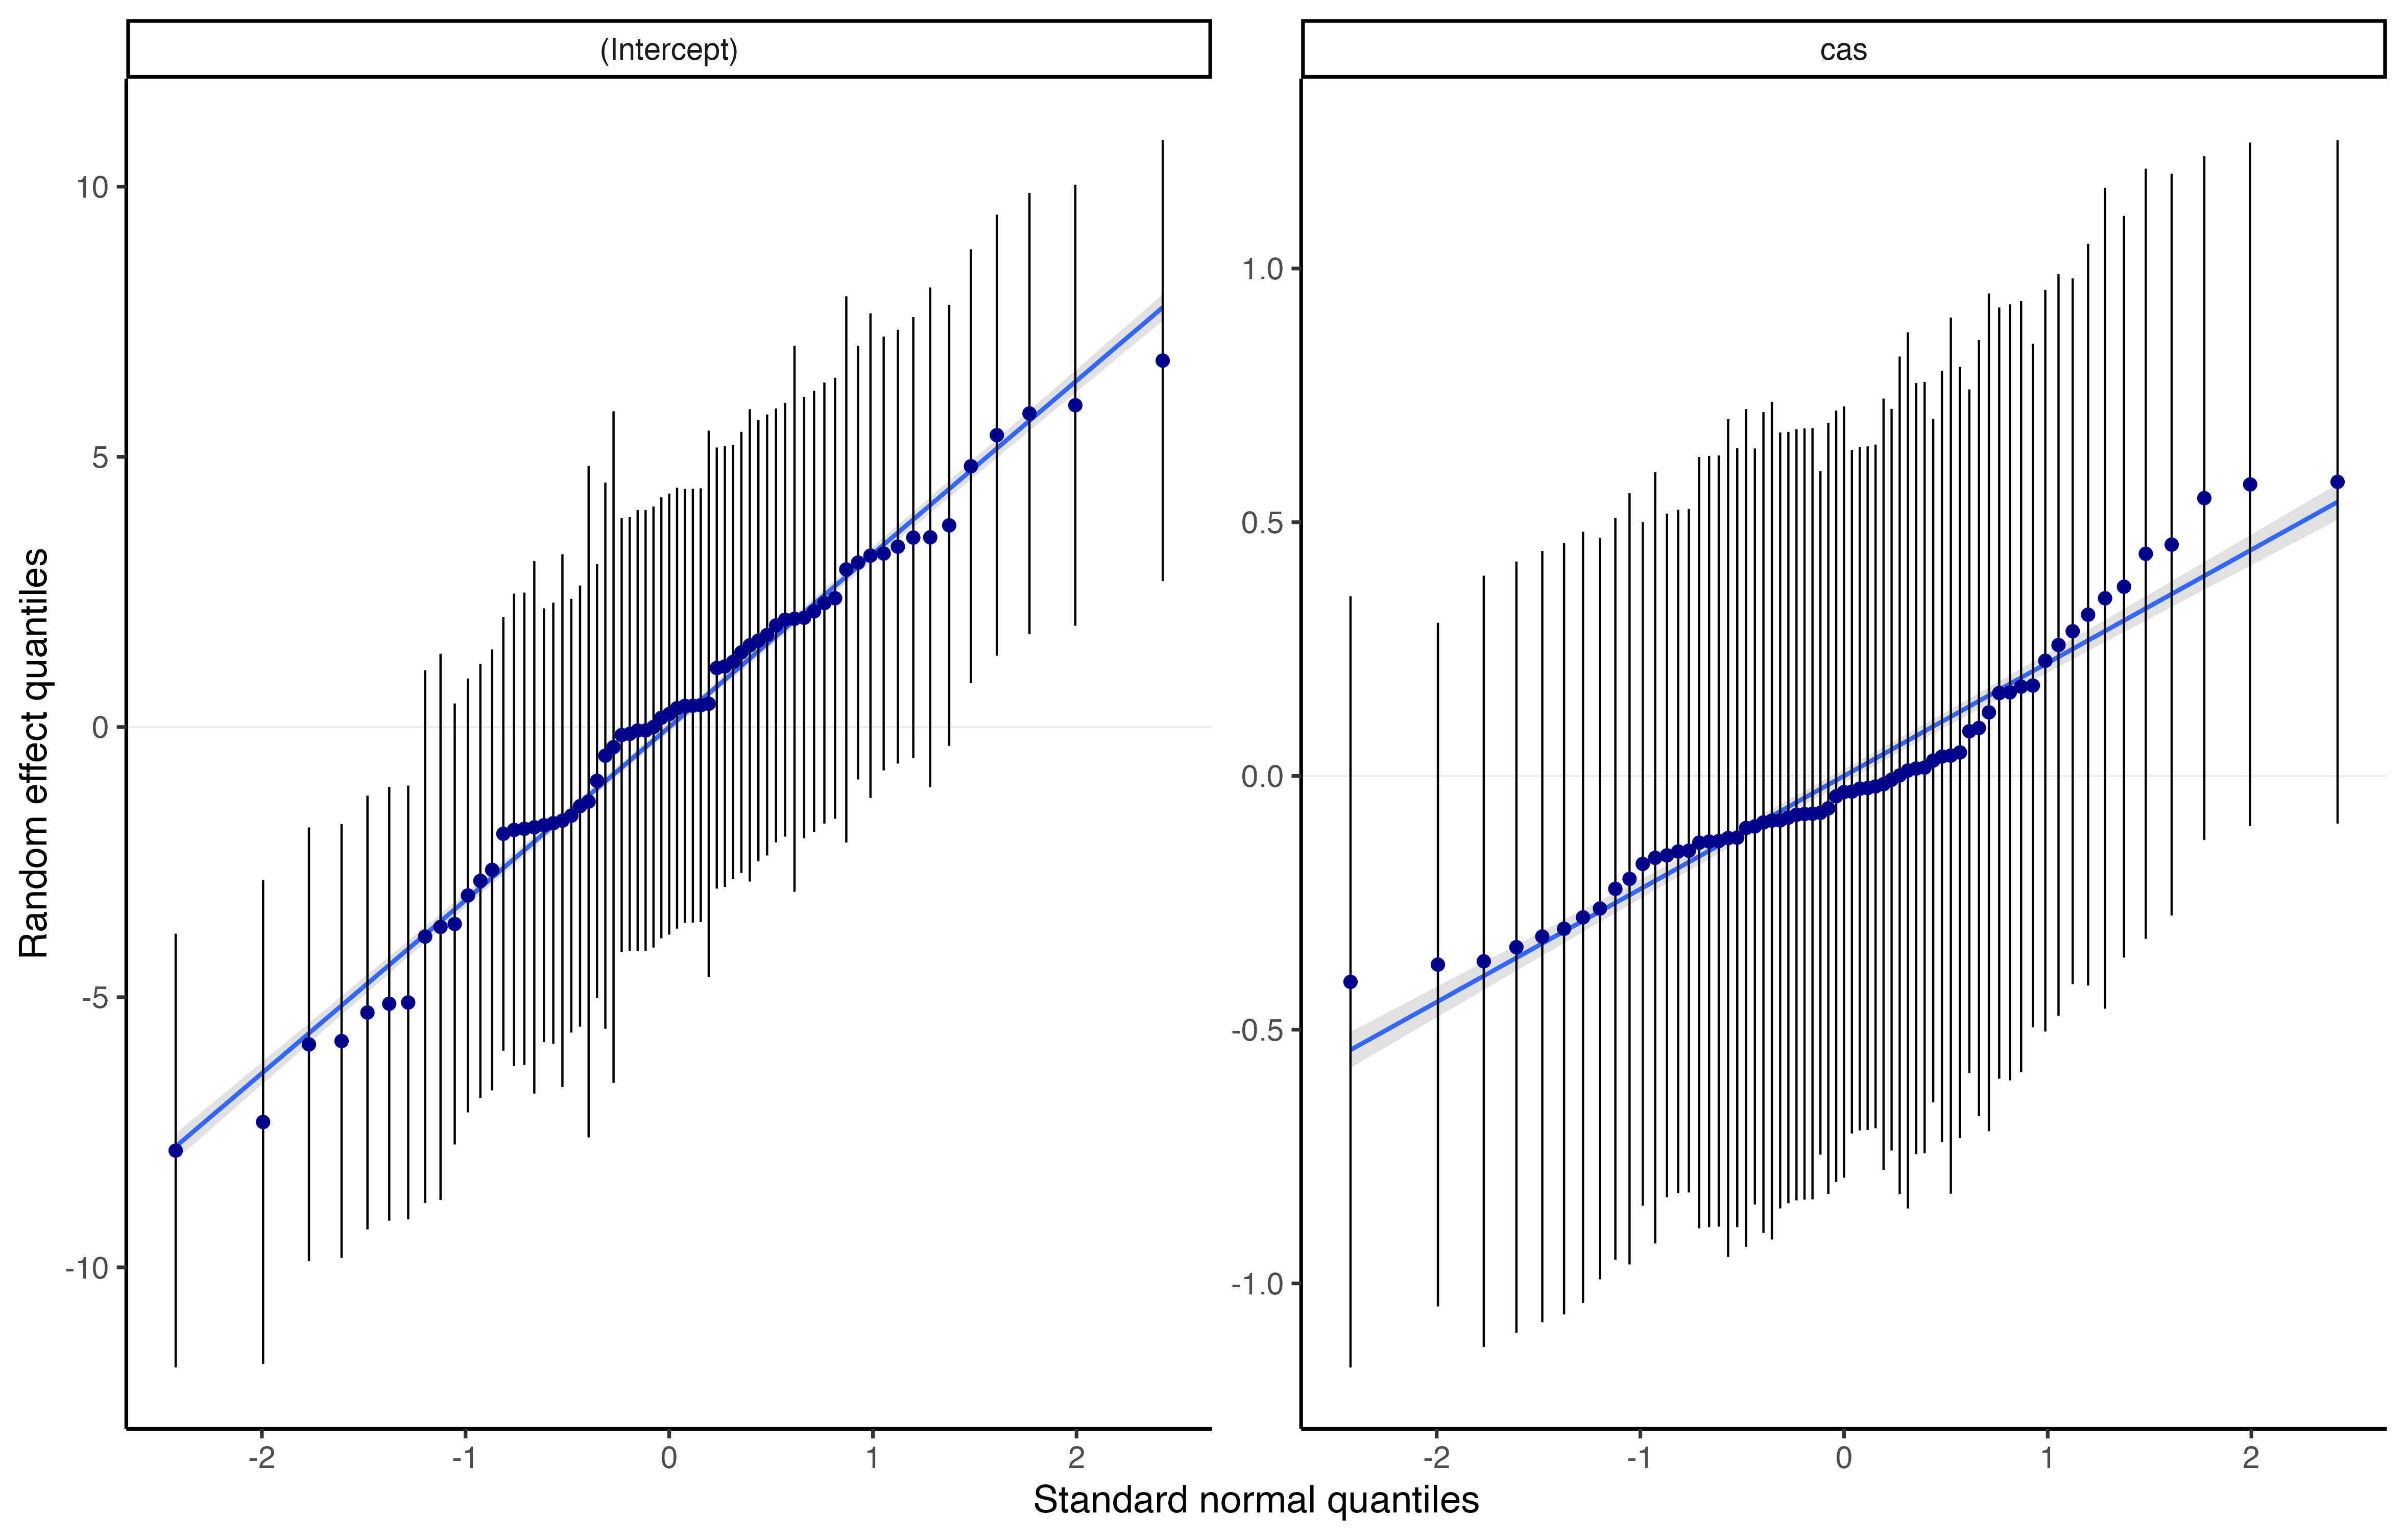 (Intercept)
cas
Random effect quantiles
10
5
0
-5
-10
1.0
0.5
0.0
-0.5
-1.0
-2 -1 0 1 2
-2 -1 0 1 2
Standard normal quantiles